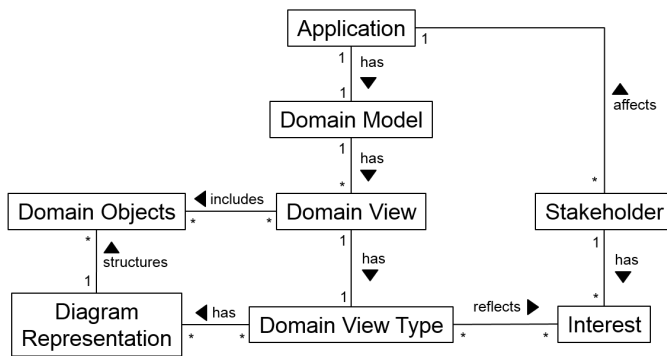 Application
1
1
has
1
Domain Model
affects
1
has
*
*
includes
Domain Objects
*
*
Domain View
Stakeholder
*
structures
1
has
1
has
1
1
*
Diagram
Representation
has
*
*
Domain View Type
reflects
*
*
Interest